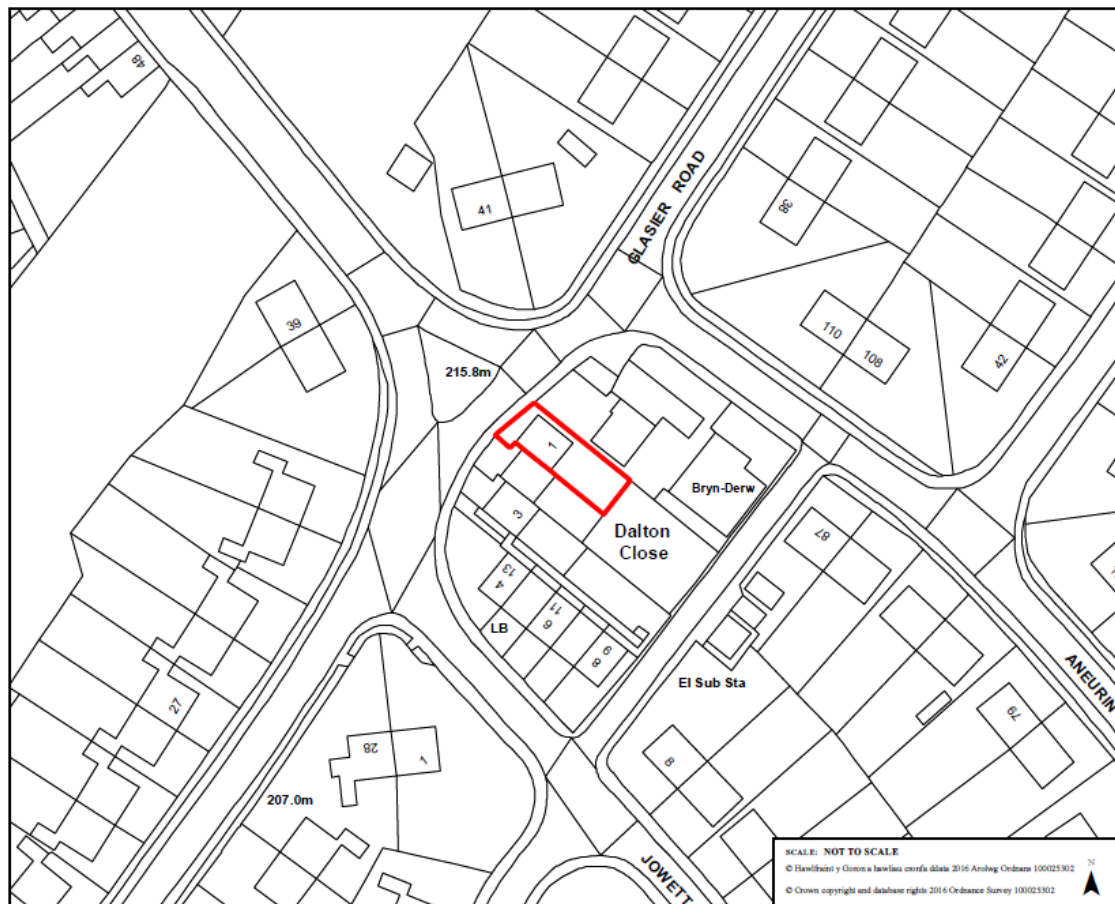 48
41
GLASIER ROAD
38
39
110
108
42
215.8m
1
Bryn-Derw
3
Dalton
Close
87
13
4
11
6
LB
9
8
El Sub Sta
ANEURIN
27
79
28
1
8
207.0m
JOWETT
SCALE: NOT TO SCALE
N
© Hawlfraint y Goron a hawliau cronfa ddata 2016 Arolwg Ordnans 100025302
© Crown copyright and database rights 2016 Ordnance Survey 100025302